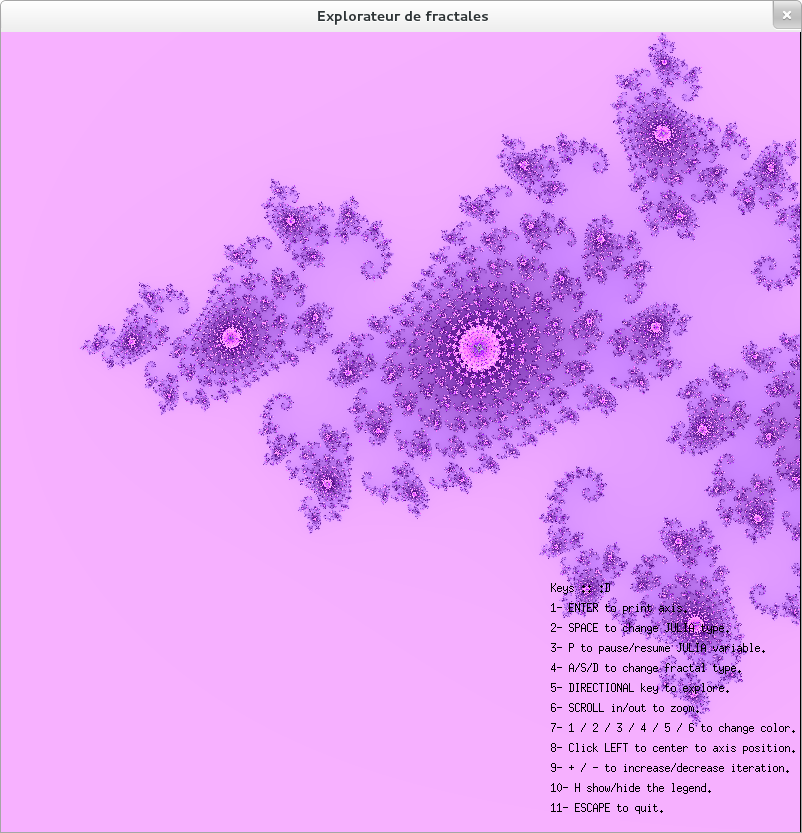 Explorateur de fractales
Keys :D
1- ENTER to print axis.
2- SPACE to change JULIA type.
3- P to pause/resume JULIA variable.
4- A/S/D to change fractal type.
5- DIRECTIONAL key to explore.
6- SCROLL in/out to zoom.
7- 1 / 2 / 3 / 4 / 5 / 6 to change color.
8- Click LEFT to center to axis position.
9- + / - to increase/decrease iteration.
10- H show/hide the legend.
11- ESCAPE to quit.